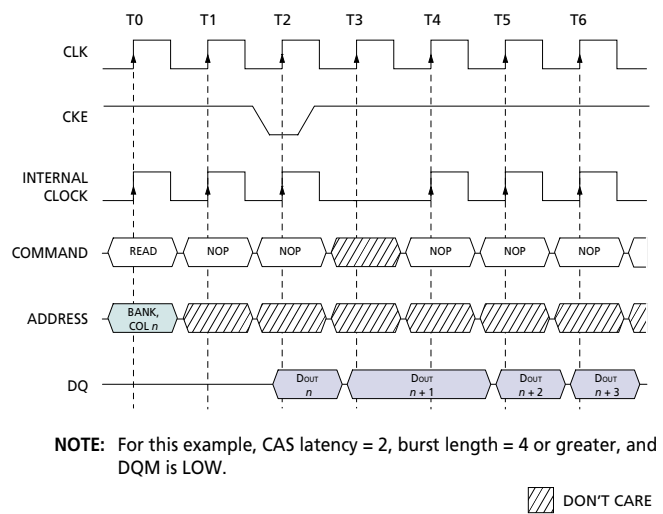 T0 T1 T2 T3 T4 T5 T6
CLK
CKE
INTERNAL
CLOCK
COMMAND READ NOP NOP NOP NOP NOP
ADDRESS BANK,
COL n
DQ DOUT DOUT DOUT DOUT
n n + 1 n + 2 n + 3
NOTE: For this example, CAS latency = 2, burst length = 4 or greater, and
DQM is LOW.
DON'T CARE